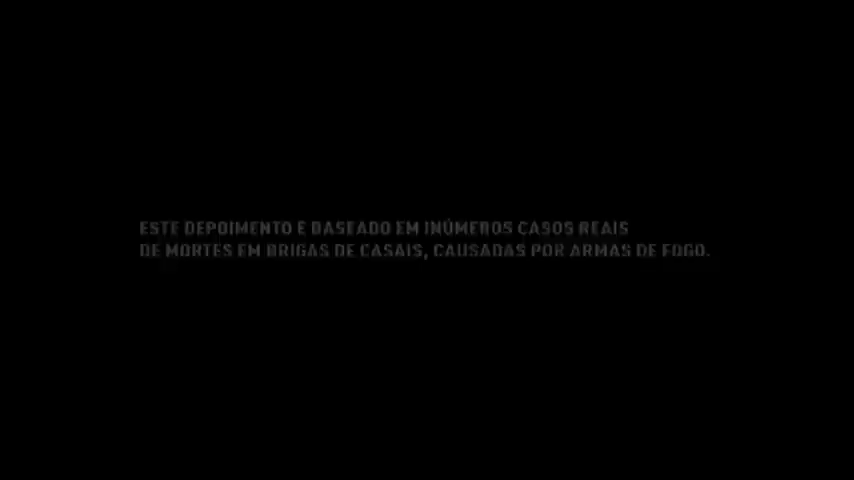 ESTE DEPOIMENTO É BASEADO EM INÚMEROS CASOS REAIS
DE MORTES EM BRIGAS DE CASAIS, CAUSADAS POR ARMAS DE FOGO.